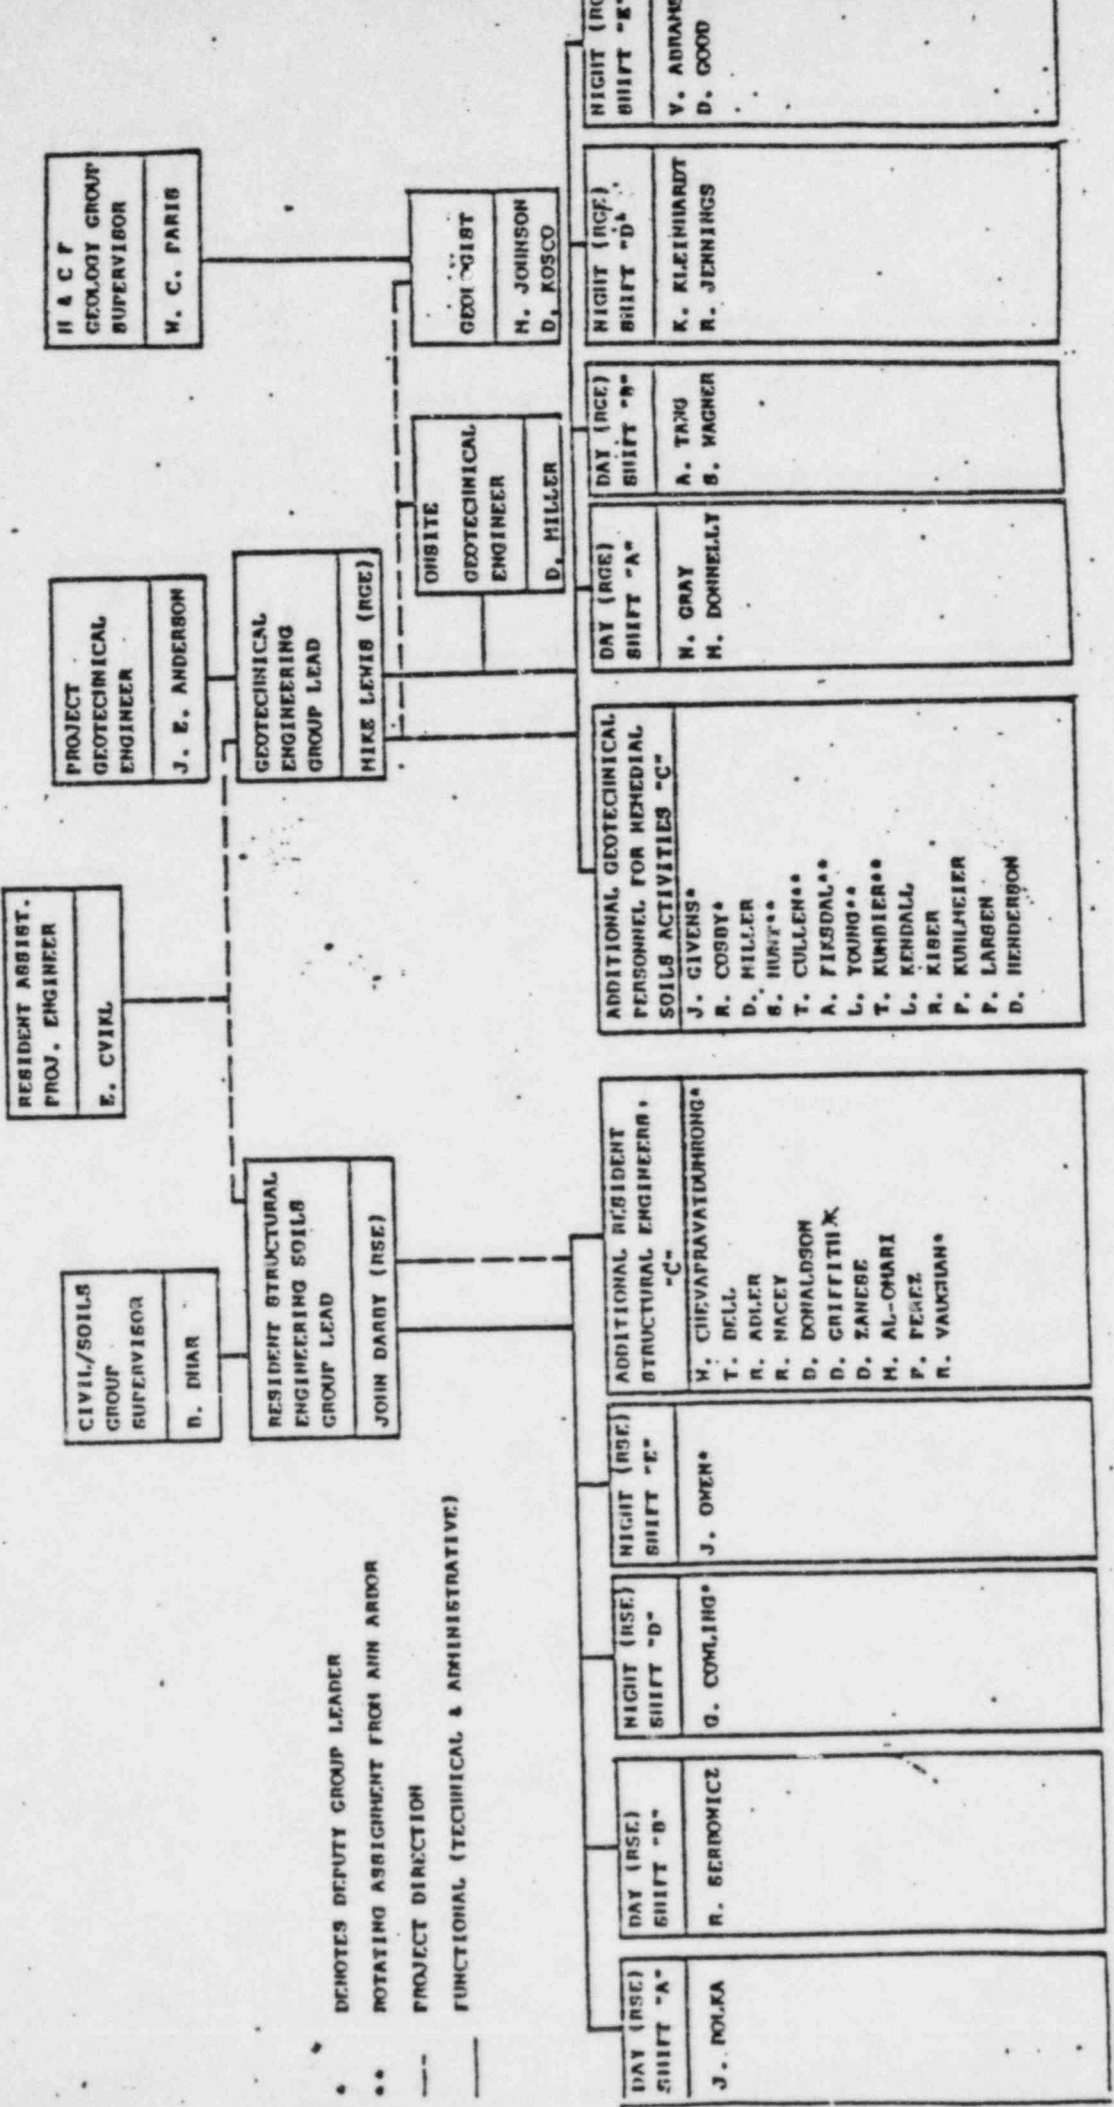 RESIDENT ASSIST.
PROJ. ENGINEER
E. CVIKL
CIVIL/SOILS
GROUP
SUPERVISOR
B. DHAR
PROJECT
GEOTECHNICAL
ENGINEER
J. E. ANDERSON
H & C F
GEOLOGY GROUP
SUPERVISOR
W. C. PARIS
RESIDENT STRUCTURAL
ENGINEERING SOILS
GROUP LEAD
JOHN DARBY (RSE)
GEOTECHNICAL
ENGINEERING
GROUP LEAD
MIKE LEWIS (RGE)
ONSITE
GEOTECHNICAL
ENGINEER
D. MILLER
GEOLOGIST
M. JOHNSON
D. KOSCO
* DENOTES DEPUTY GROUP LEADER
** ROTATING ASSIGNMENT FROM ANN ARBOR
--- PROJECT DIRECTION
—— FUNCTIONAL (TECHNICAL & ADMINISTRATIVE)
DAY (RSE)
SHIFT "A"
J. DOLKA
DAY (RSE)
SHIFT "B"
R. SERDOWICZ
NIGHT (RSE)
SHIFT "D"
G. COWLING*
NIGHT (RSE)
SHIFT "E"
J. OWEN*
ADDITIONAL RESIDENT
STRUCTURAL ENGINEERS,
"C"
W. CHEVAPRAVATDUMRONG*
T. DELL
R. ADLER
R. MACEY
D. DONALDSON
D. GRIFFITH*
D. ZANESE
M. AL-OMARI
P. PEREZ
R. VAUGHAN*
ADDITIONAL GEOTECHNICAL
PERSONNEL FOR REMEDIAL
SOILS ACTIVITIES "C"
J. GIVENS*
R. COSBY*
D. MILLER
S. HUNT**
T. CULLEN**
A. FIKSDAL**
L. YOUNG**
T. KUMBIER**
L. KENDALL
R. KISER
P. KUHLMEIER
P. LARSEN
D. HENDERSON
DAY (RGE)
SHIFT "A"
N. GRAY
M. DONNELLY
DAY (RGE)
SHIFT "B"
A. TANG
S. WAGNER
NIGHT (RGE)
SHIFT "D"
K. KLEINHARDT
R. JENNINGS
NIGHT (RG
SHIFT "E"
V. ABRAMS
D. GOOD